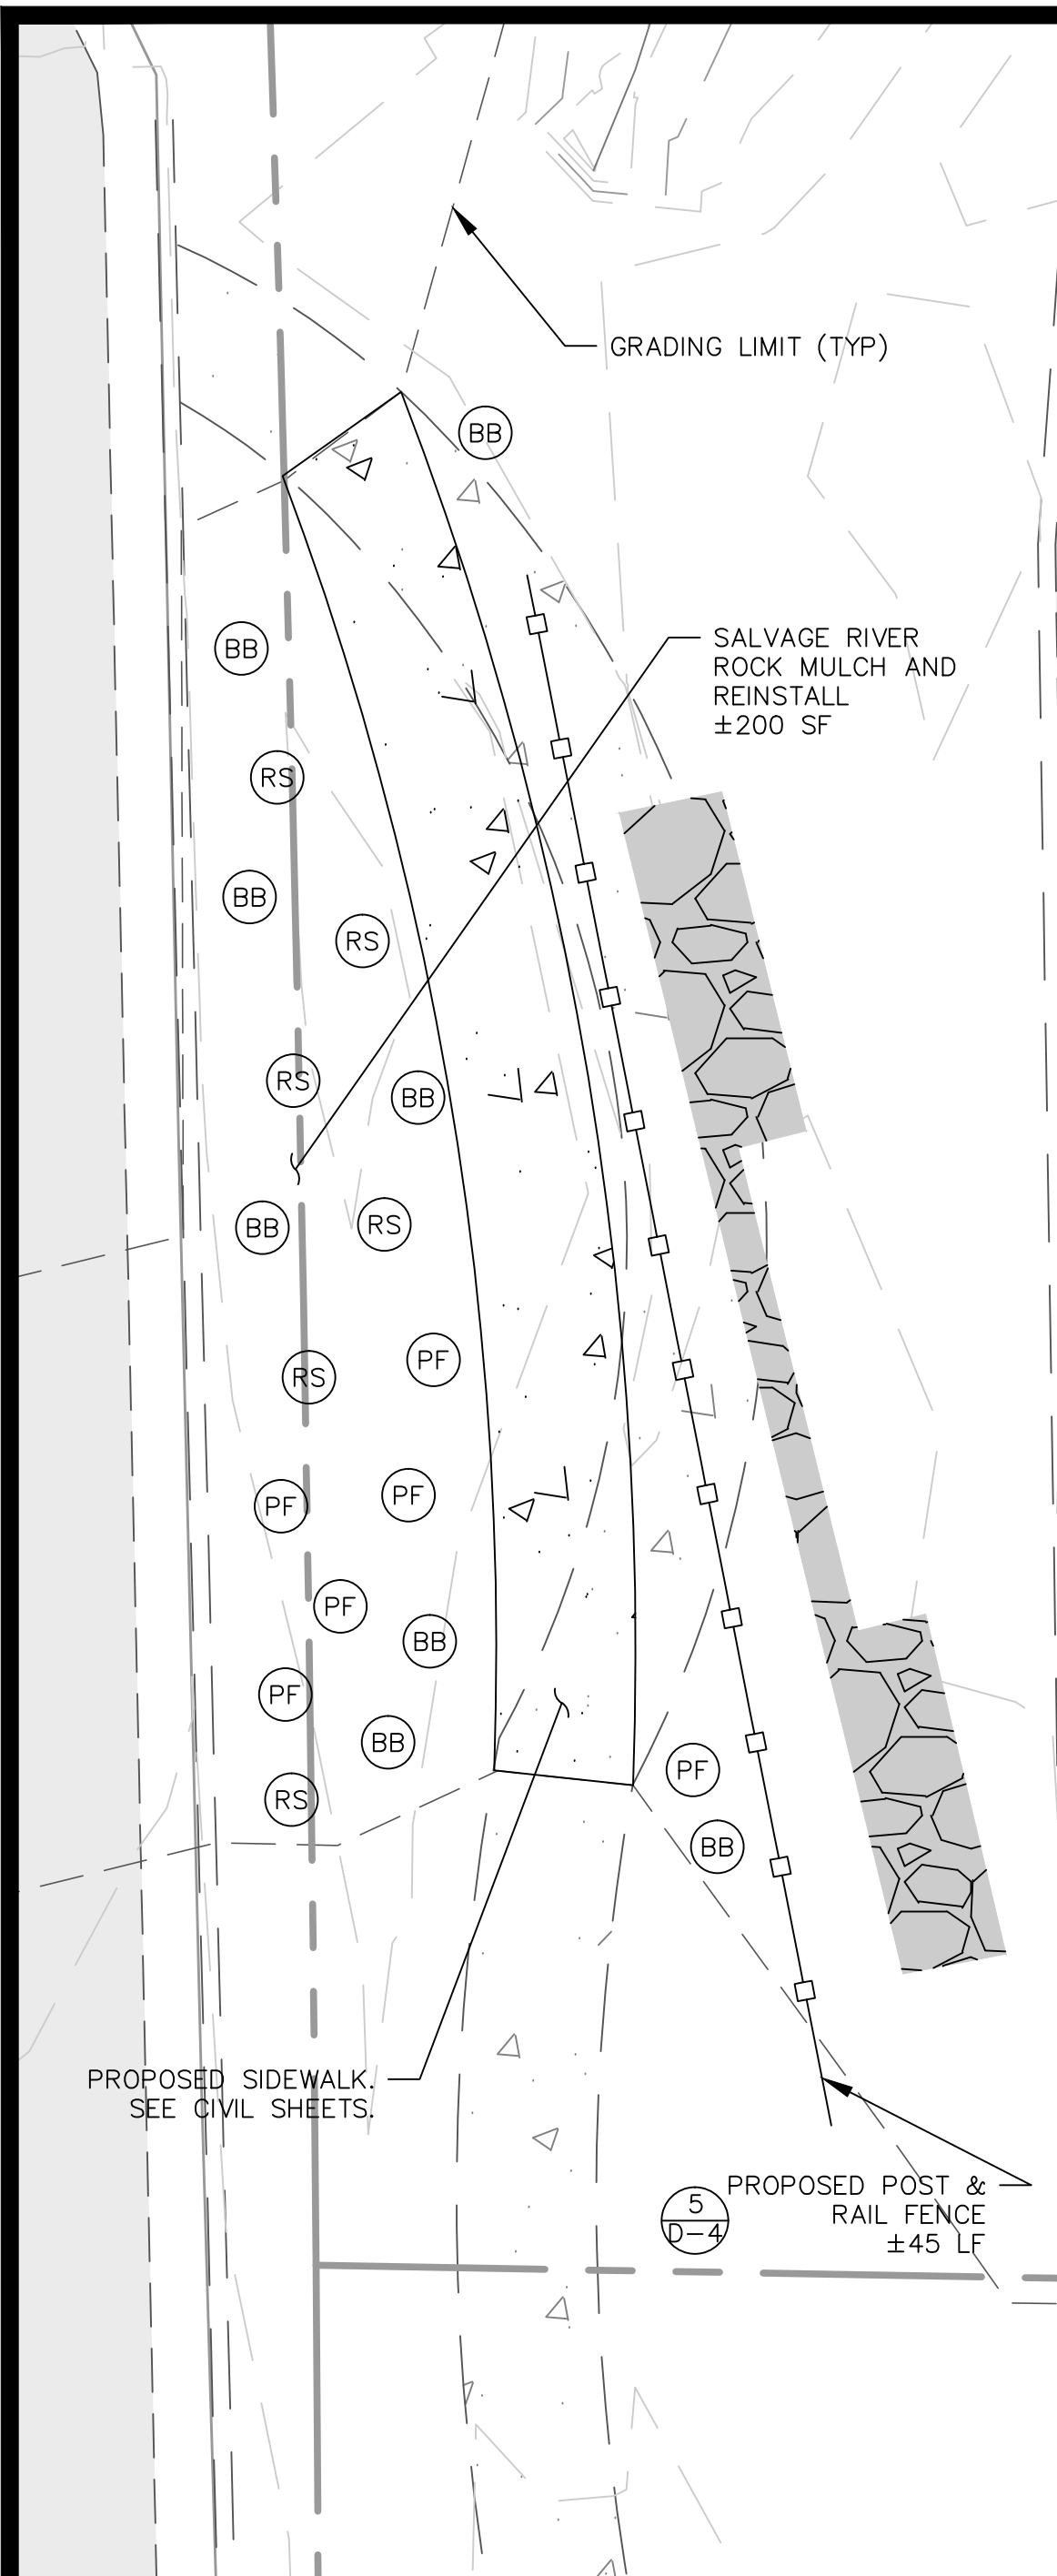 GRADING LIMIT (TYP)
BB
SALVAGE RIVER
ROCK MULCH AND
REINSTALL
±200 SF
BB
RS
BB
RS
RS
BB
BB
RS
PF
RS
PF
PF
PF
BB
PF
BB
PF
RS
BB
PROPOSED SIDEWALK.
SEE CIVIL SHEETS.
PROPOSED POST &
RAIL FENCE
±45 LF
5
D-4